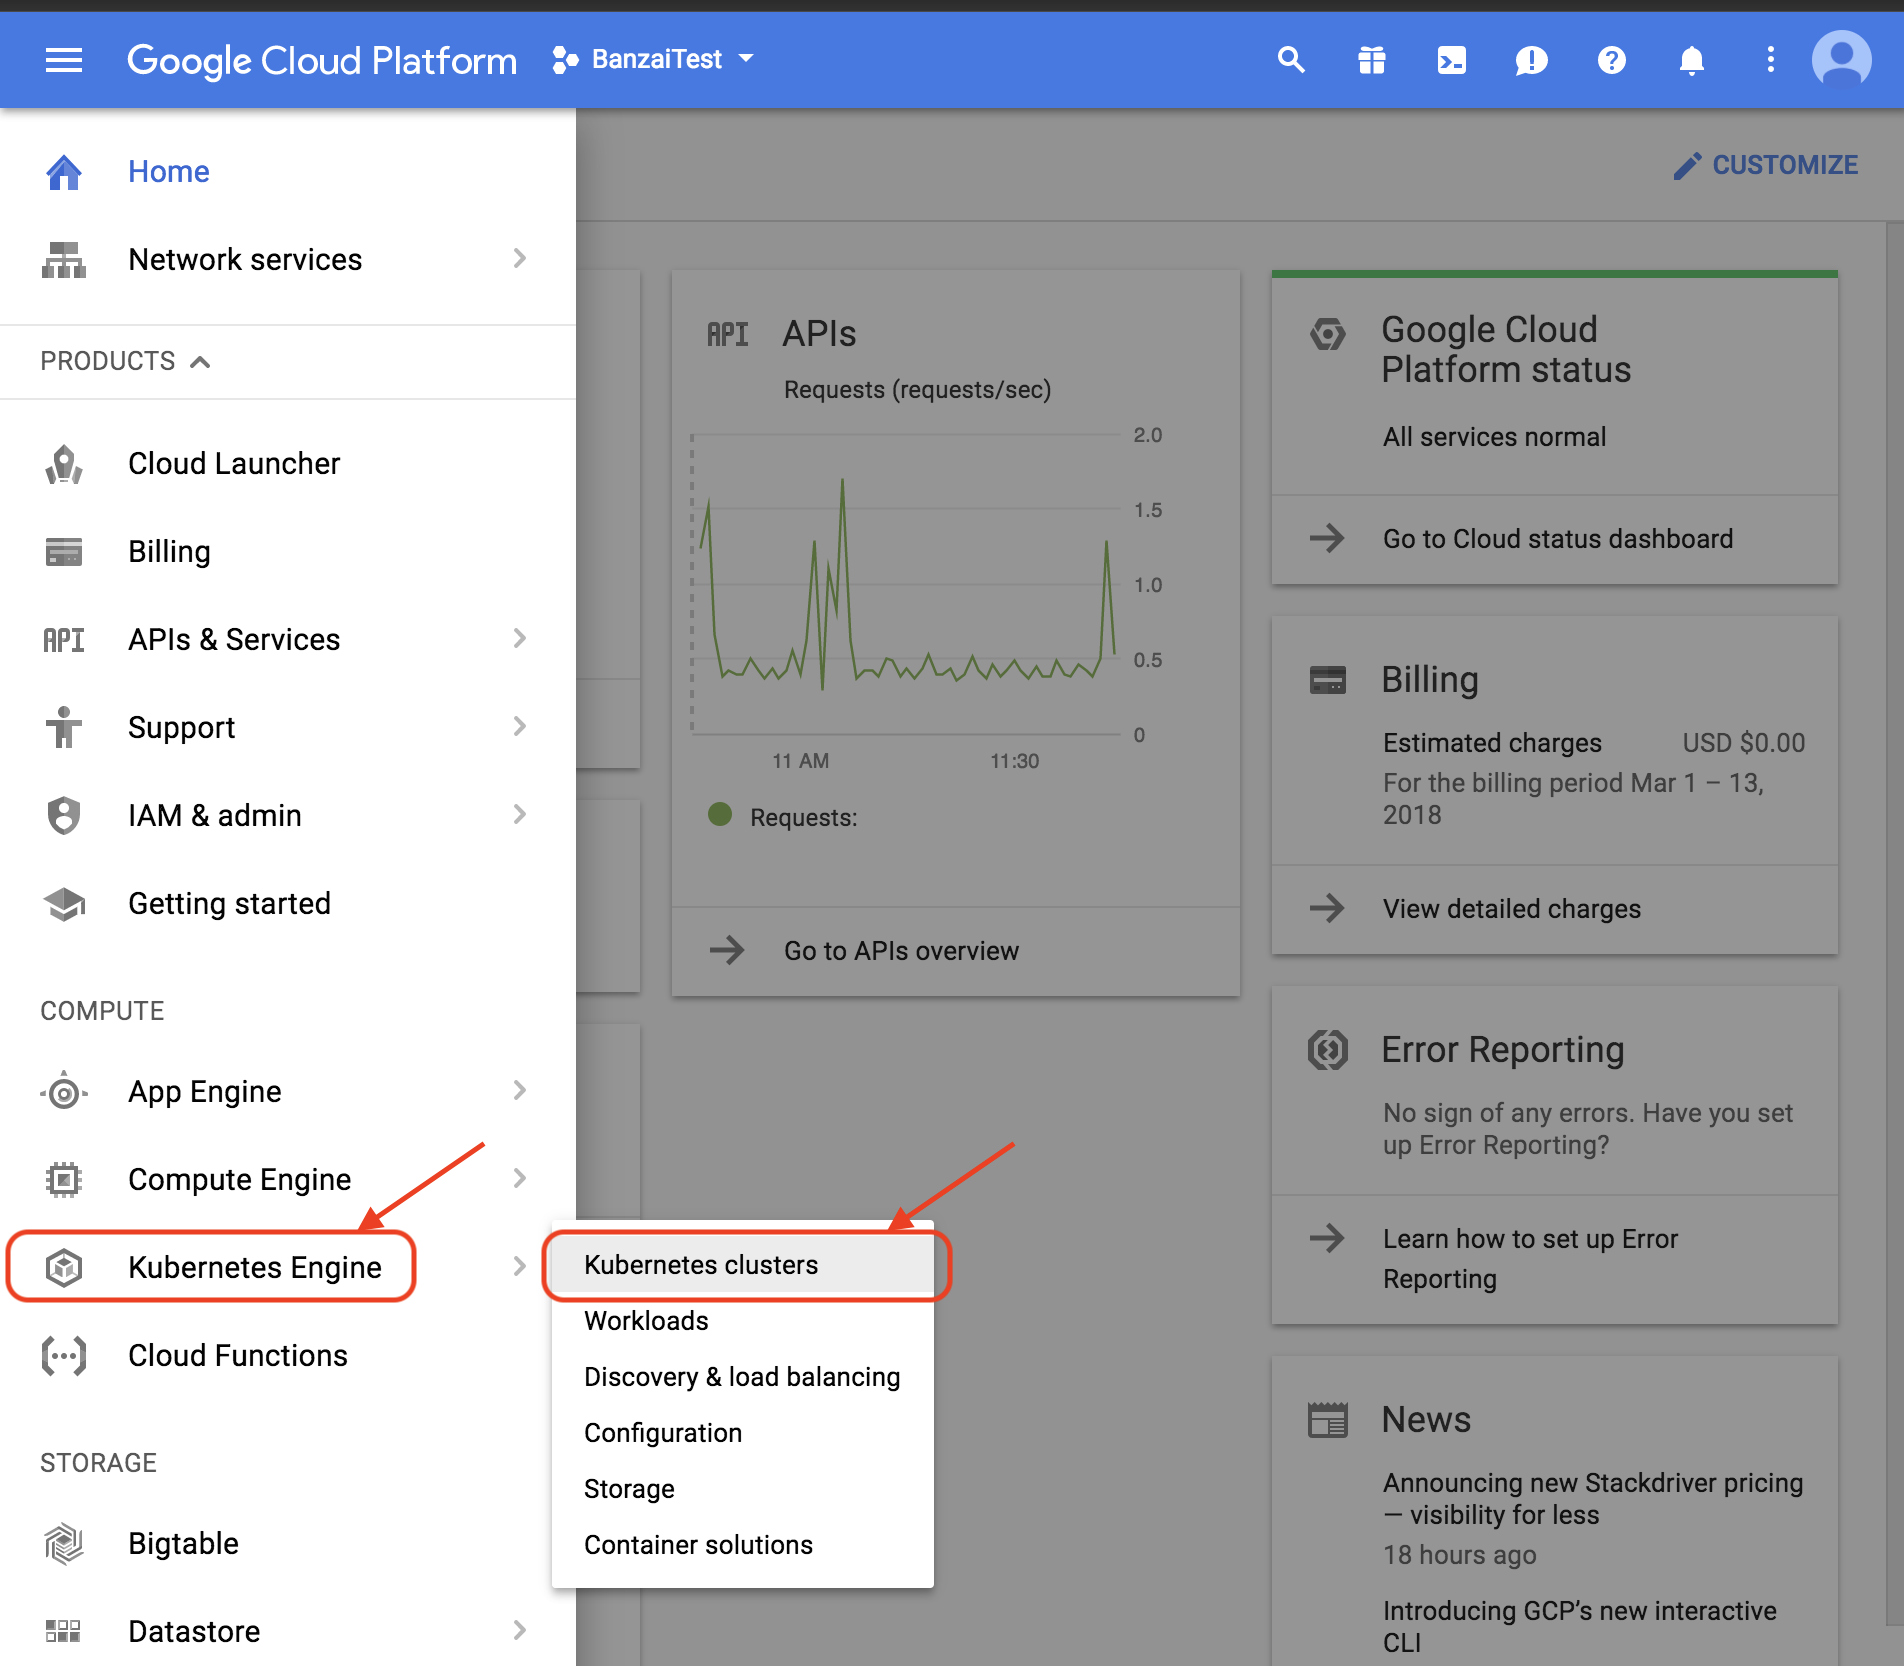 Google Cloud Platform
BanzaiTest
Home
Network services
PRODUCTS
Cloud Launcher
Billing
API
APIs & Services
Support
IAM & admin
Getting started
COMPUTE
App Engine
Compute Engine
Kubernetes Engine
Cloud Functions
STORAGE
Bigtable
Datastore
Kubernetes clusters
Workloads
Discovery & load balancing
Configuration
Storage
Container solutions
CUSTOMIZE
API
APIs
Requests (requests/sec)
2.0
1.5
1.0
0.5
0
11 AM
11:30
Requests:
Go to APIs overview
Google Cloud
Platform status
All services normal
Go to Cloud status dashboard
Billing
Estimated charges
USD $0.00
For the billing period Mar 1 – 13,
2018
View detailed charges
Error Reporting
No sign of any errors. Have you set
up Error Reporting?
Learn how to set up Error
Reporting
News
Announcing new Stackdriver pricing
— visibility for less
18 hours ago
Introducing GCP’s new interactive
CLI